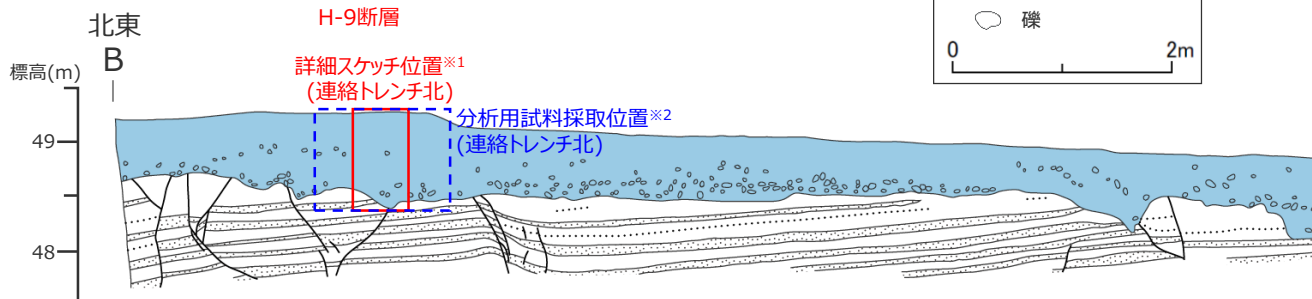 H-9断層
北東
B
標高(m)
詳細スケッチ位置※1
(連絡トレンチ北)
分析用試料採取位置※2
(連絡トレンチ北)
49
48
礫
0 2m